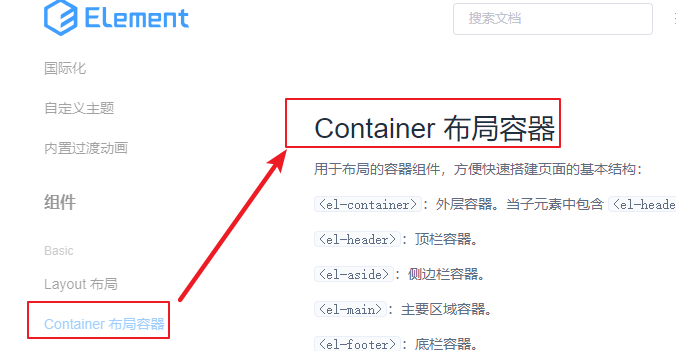 Element
搜索文档
国际化
自定义主题
内置过渡动画
组件
Basic
Layout 布局
Container 布局容器
Container 布局容器
用于布局的容器组件，方便快速搭建页面的基本结构：
<el-container>：外层容器。当子元素中包含 <el-heade
<el-header>：顶栏容器。
<el-aside>：侧边栏容器。
<el-main>：主要区域容器。
<el-footer>：底栏容器。